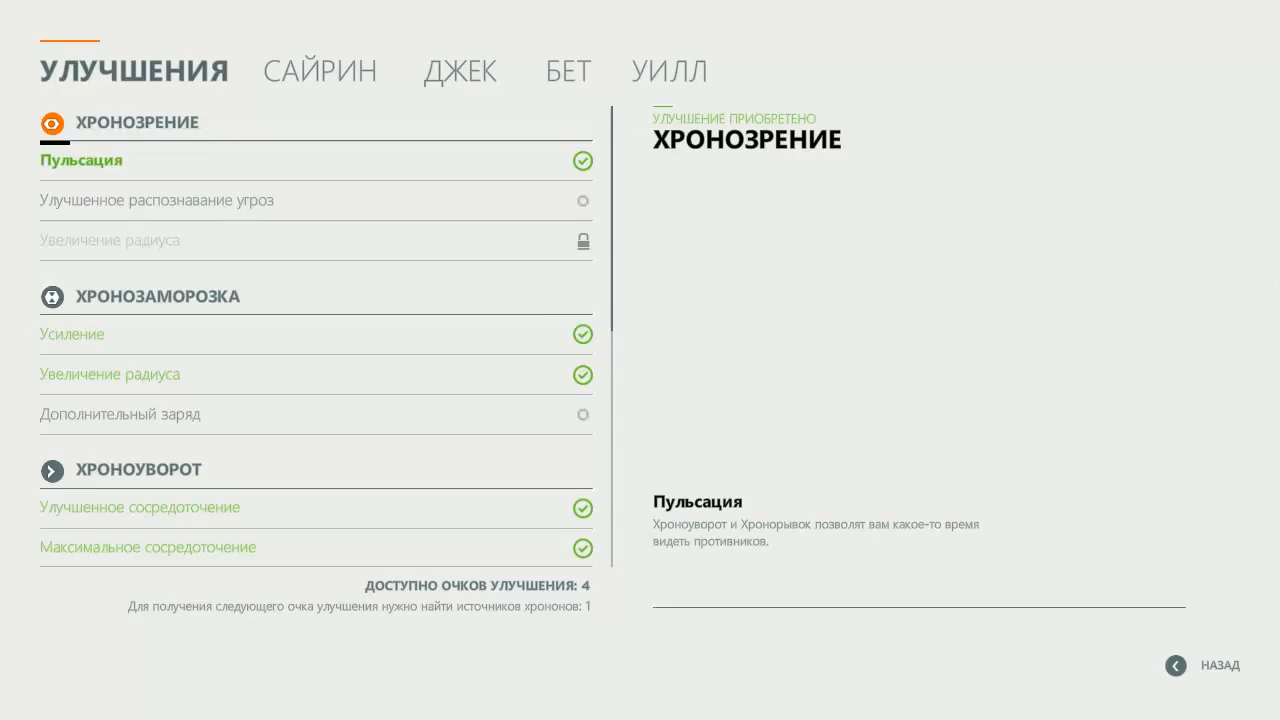 УЛУЧШЕНИЯ САЙРИН ДЖЕК БЕТ УИЛЛ
ХРОНОЗРЕНИЕ
Пульсация
Улучшенное распознавание угроз
Увеличение радиуса
ХРОНОЗАМОРОЗКА
Усиление
Увеличение радиуса
Дополнительный заряд
ХРОНОУВОРОТ
Улучшенное сосредоточение
Максимальное сосредоточение
ДОСТУПНО ОЧКОВ УЛУЧШЕНИЯ: 4
Для получения следующего очка улучшения нужно найти источников хрононов: 1
УЛУЧШЕНИЕ ПРИОБРЕТЕНО
ХРОНОЗРЕНИЕ
Пульсация
Хроноуворот и Хронорывок позволят вам какое-то время
видеть противников.
НАЗАД